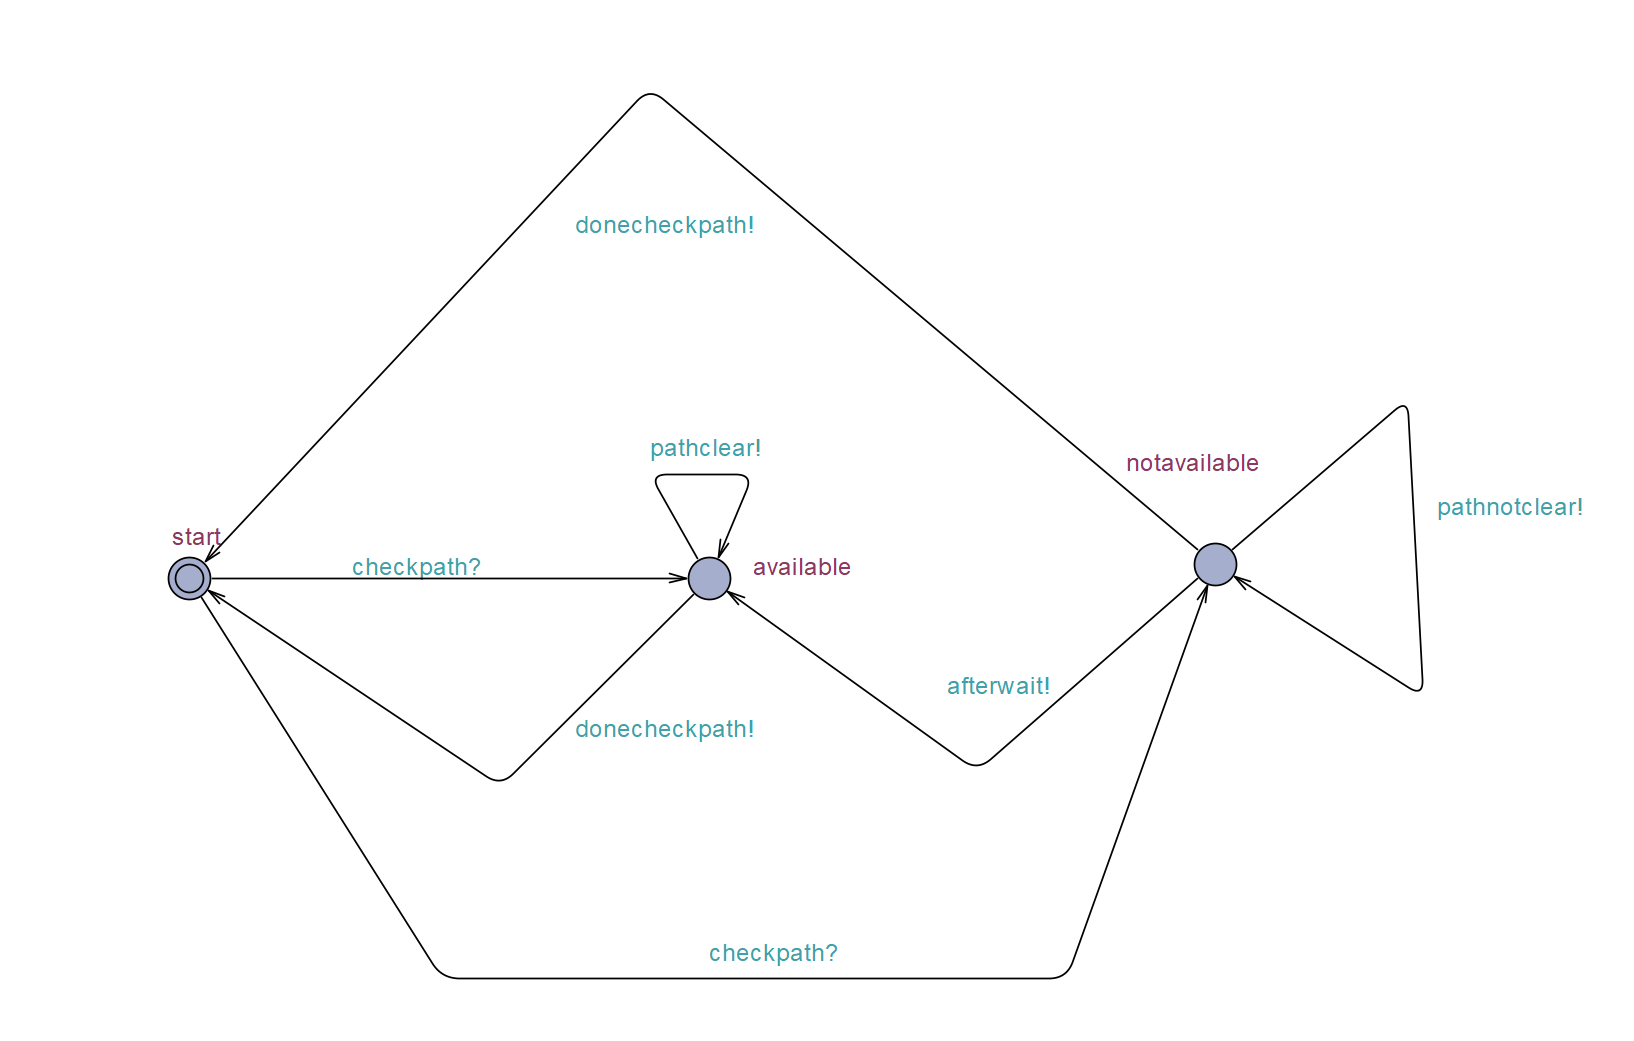 donecheckpath!
pathclear!
notavailable
pathnotclear!
start
checkpath?
available
afterwait!
donecheckpath!
checkpath?